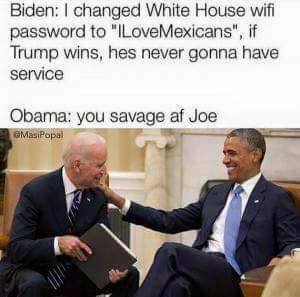 Biden: I changed White House wifi
password to "ILoveMexicans", if
Trump wins, hes never gonna have
service
Obama: you savage af Joe
@MasiPopal